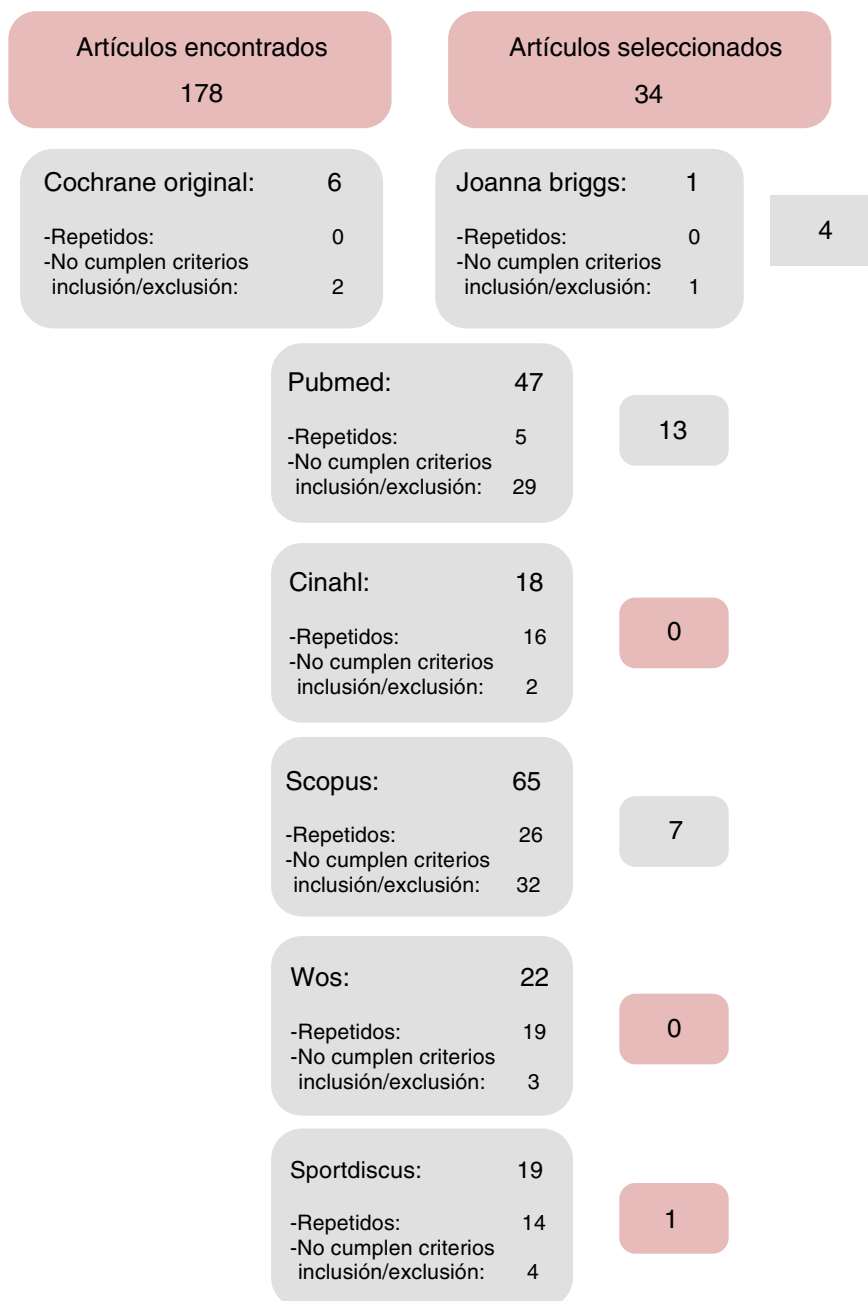 Artículos encontrados
178
Artículos seleccionados
34
Cochrane original: 6
-Repetidos: 0
-No cumplen criterios
inclusión/exclusión: 2
Joanna briggs: 1
-Repetidos: 0
-No cumplen criterios
inclusión/exclusión: 1
4
Pubmed: 47
-Repetidos: 5
-No cumplen criterios
inclusión/exclusión: 29
13
Cinahl: 18
-Repetidos: 16
-No cumplen criterios
inclusión/exclusión: 2
0
Scopus: 65
-Repetidos: 26
-No cumplen criterios
inclusión/exclusión: 32
7
Wos: 22
-Repetidos: 19
-No cumplen criterios
inclusión/exclusión: 3
0
Sportdiscus: 19
-Repetidos: 14
-No cumplen criterios
inclusión/exclusión: 4
1